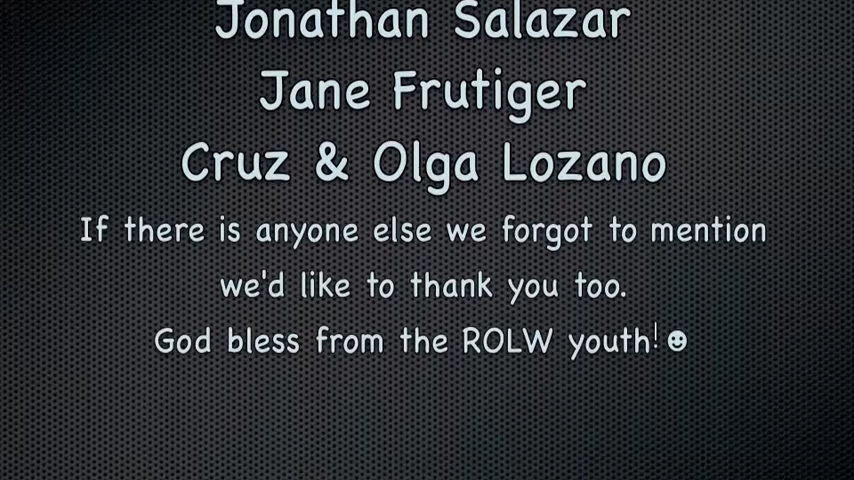 Jonathan Salazar
Jane Frutiger
Cruz & Olga Lozano
If there is anyone else we forgot to mention
we'd like to thank you too.
God bless from the ROLW youth! ☻